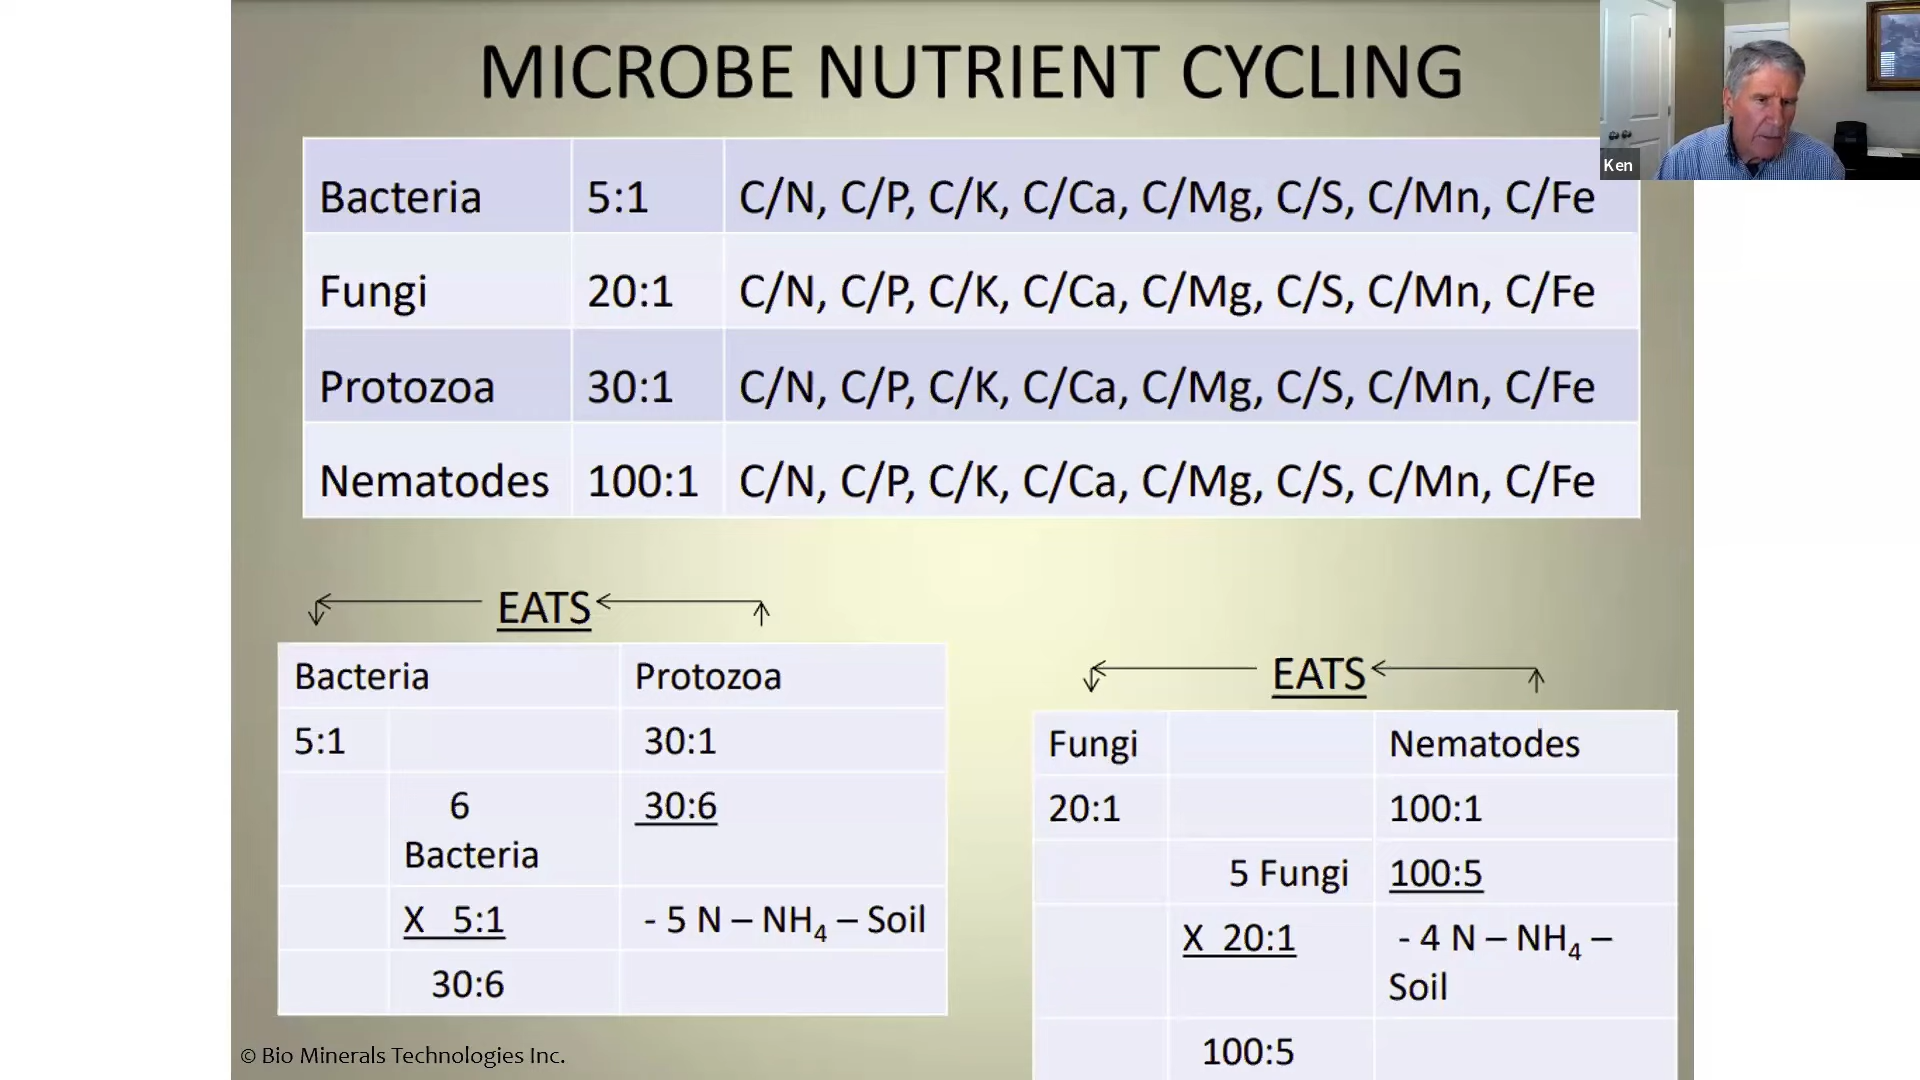 MICROBE NUTRIENT CYCLING
Ken
Bacteria 5:1 C/N, C/P, C/K, C/Ca, C/Mg, C/S, C/Mn, C/Fe
Fungi 20:1 C/N, C/P, C/K, C/Ca, C/Mg, C/S, C/Mn, C/Fe
Protozoa 30:1 C/N, C/P, C/K, C/Ca, C/Mg, C/S, C/Mn, C/Fe
Nematodes 100:1 C/N, C/P, C/K, C/Ca, C/Mg, C/S, C/Mn, C/Fe
EATS
Bacteria Protozoa
5:1 30:1
6 30:6
Bacteria
X 5:1 - 5 N – NH₄ – Soil
30:6
EATS
Fungi Nematodes
20:1 100:1
5 Fungi 100:5
X 20:1 - 4 N – NH₄ –
Soil
100:5
© Bio Minerals Technologies Inc.